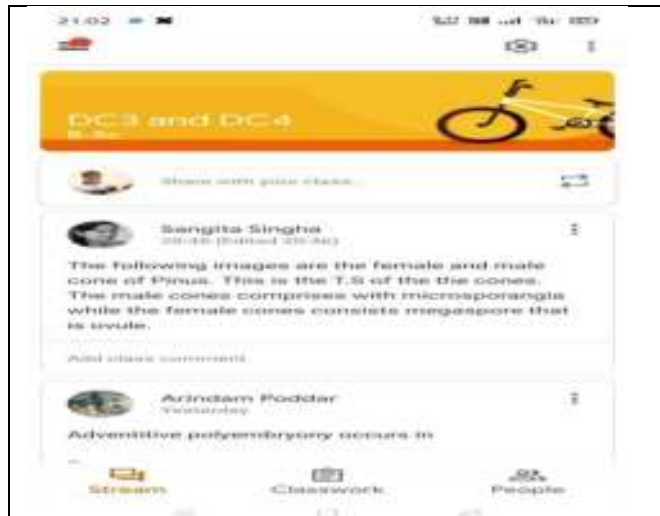 21:02
DC3 and DC4
B. Sc
Share with your class...
Sangita Singha
The following images are the female and male
cone of Pinus. This is the T.S of the the cones.
The male cones comprises with microsporangia
while the female cones consists megaspore that
is ovule.
Add class comment
Arindam Poddar
Yesterday
Adventitive polyembryony occurs in
Stream
Classwork
People